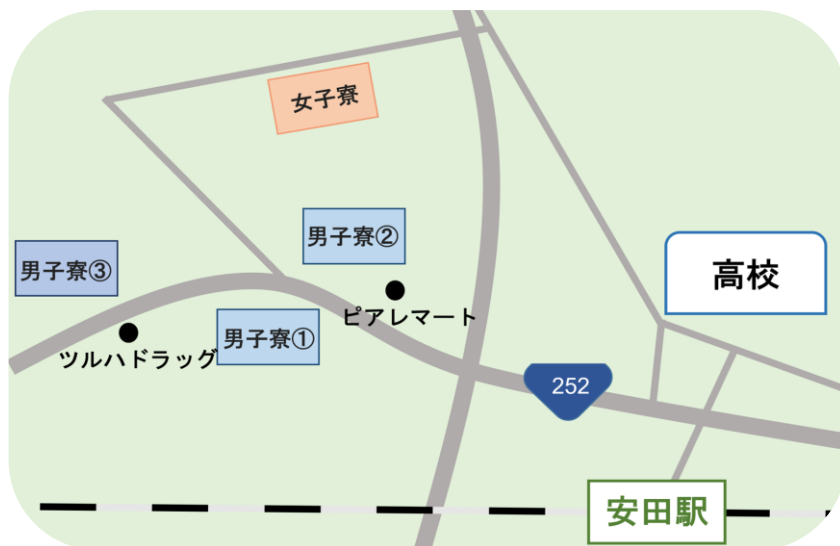 女子寮
男子寮②
男子寮③
高校
ピアレマート
男子寮①
ツルハドラッグ
252
安田駅